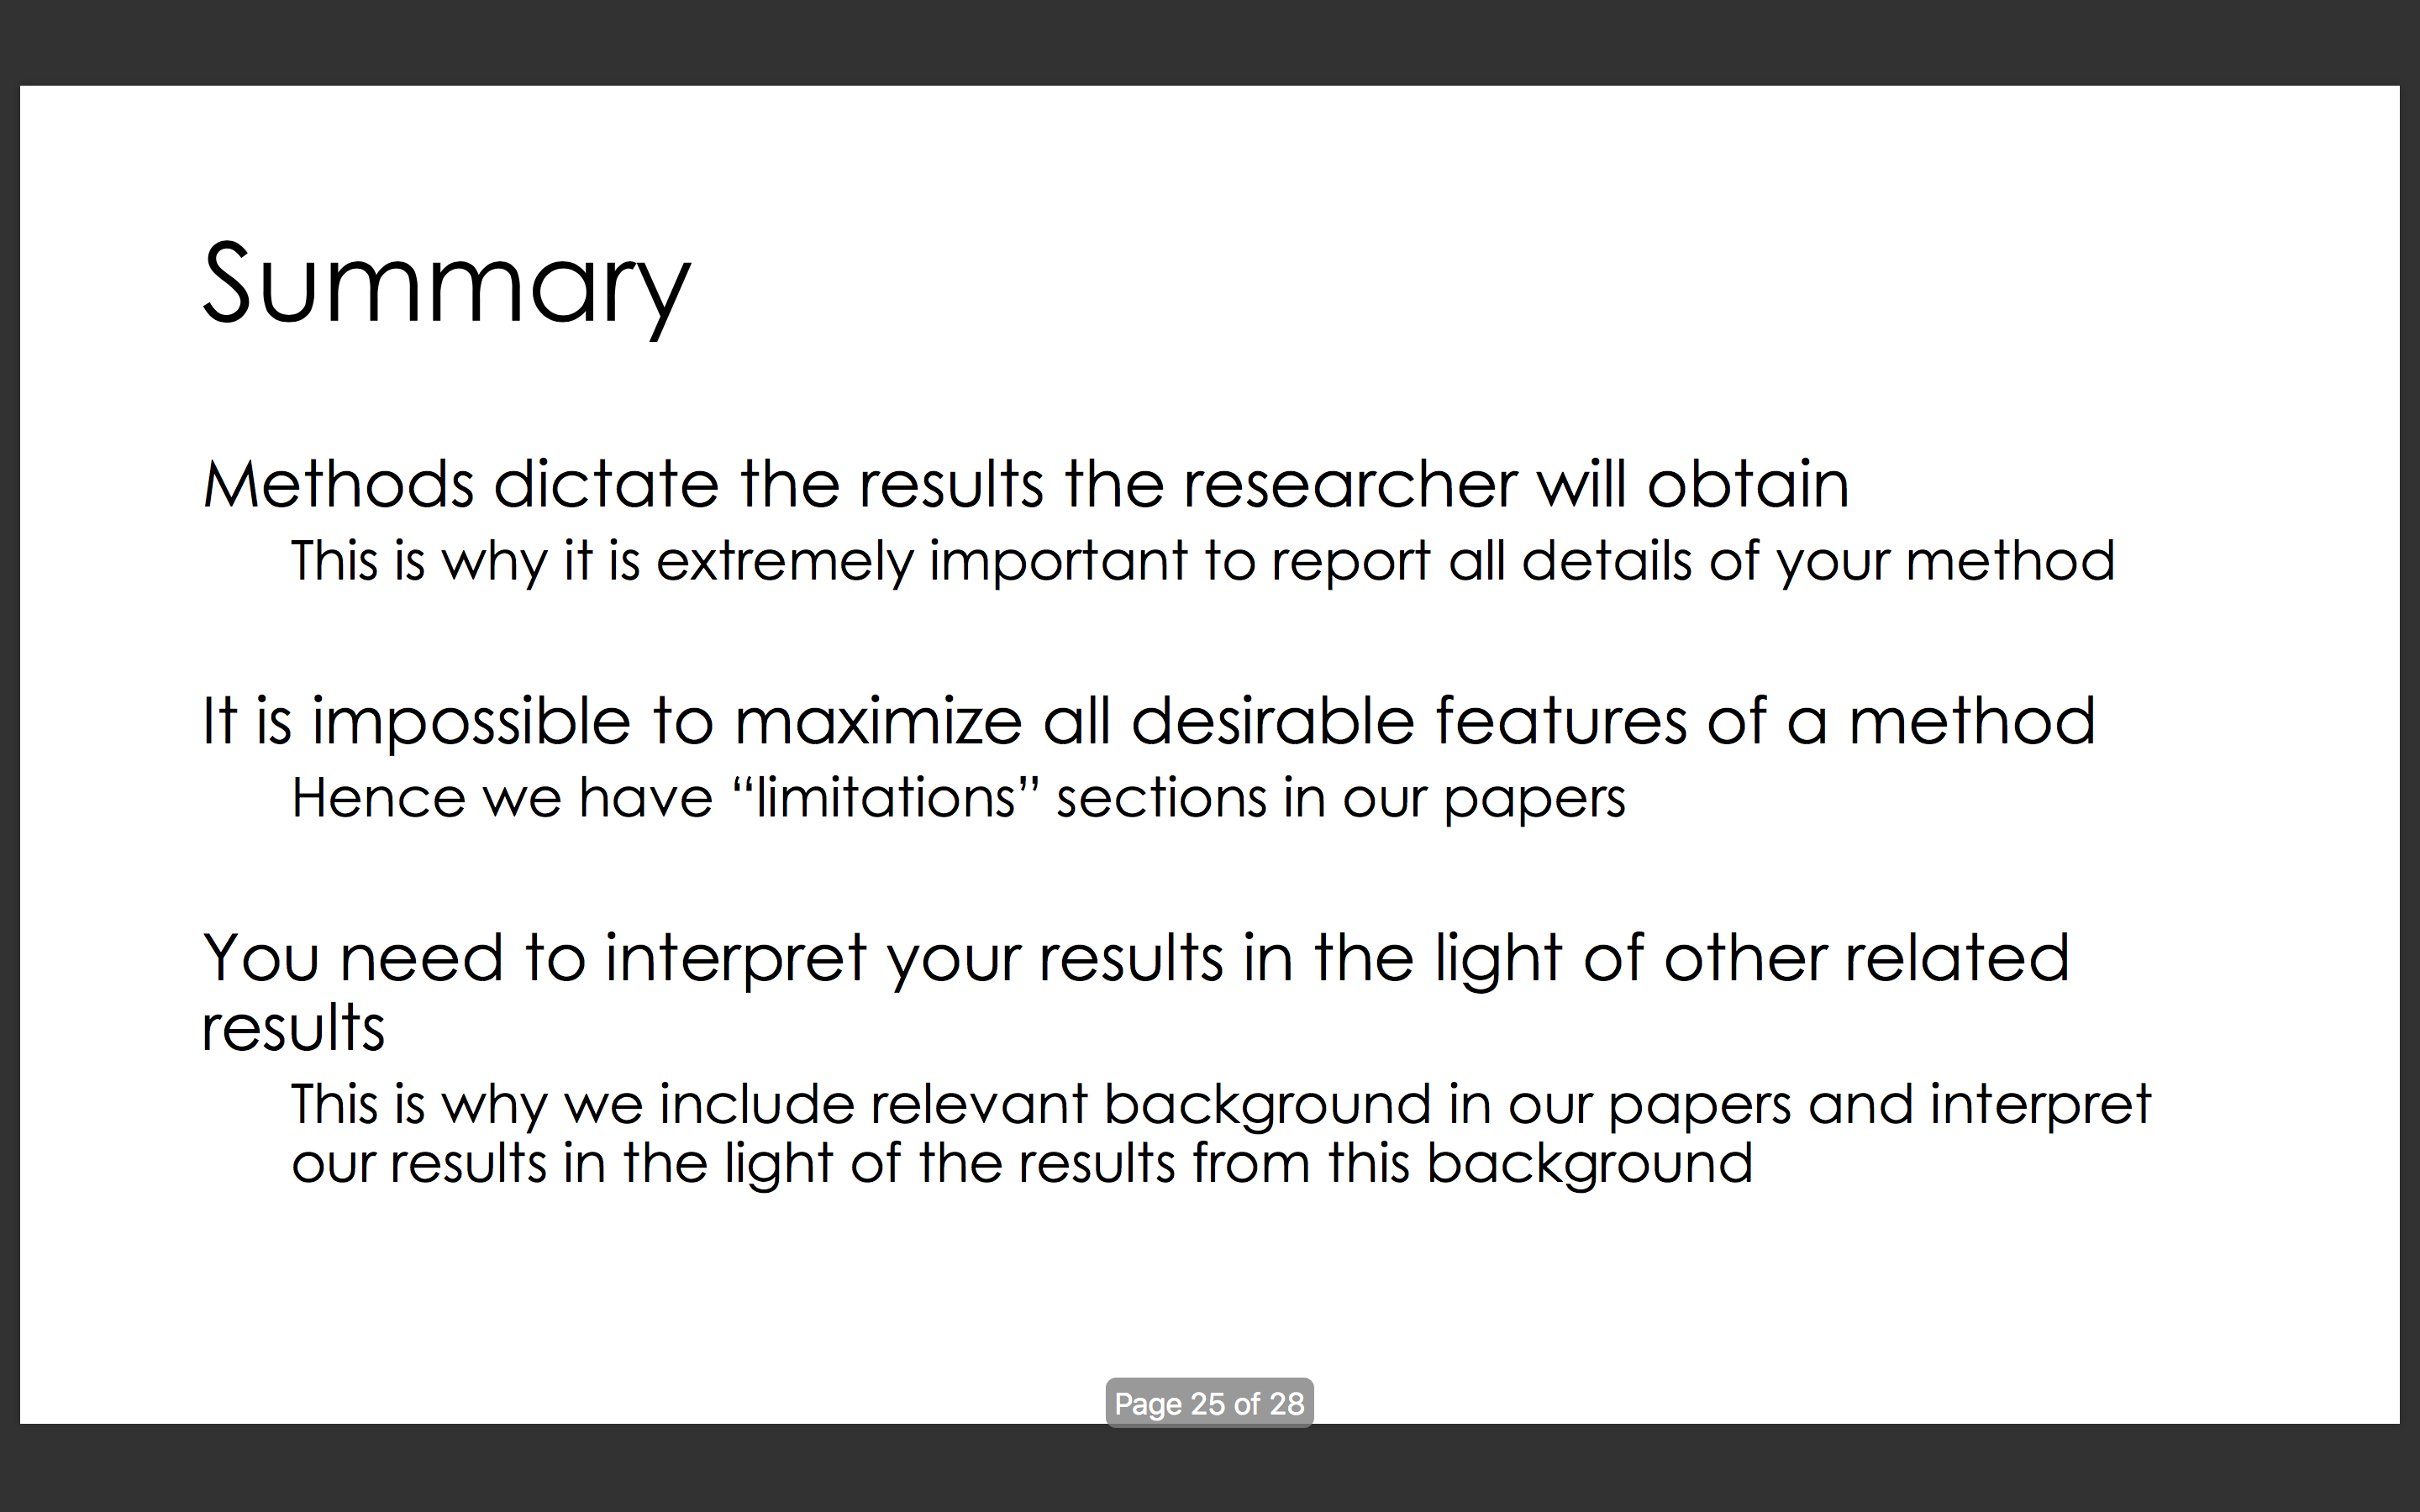 Summary
Methods dictate the results the researcher will obtain
This is why it is extremely important to report all details of your method
It is impossible to maximize all desirable features of a method
Hence we have “limitations” sections in our papers
You need to interpret your results in the light of other related
results
This is why we include relevant background in our papers and interpret
our results in the light of the results from this background
Page 25 of 28